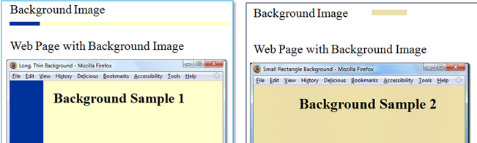 Background Image
Web Page with Background Image
Long, Thin Background - Mozilla Firefox
File Edit View History Delicious Bookmarks Accessibility Tools Help
Background Sample 1
Background Image
Web Page with Background Image
Small Rectangle Background - Mozilla Firefox
File Edit View History Delicious Bookmarks Accessibility Tools Help
Background Sample 2